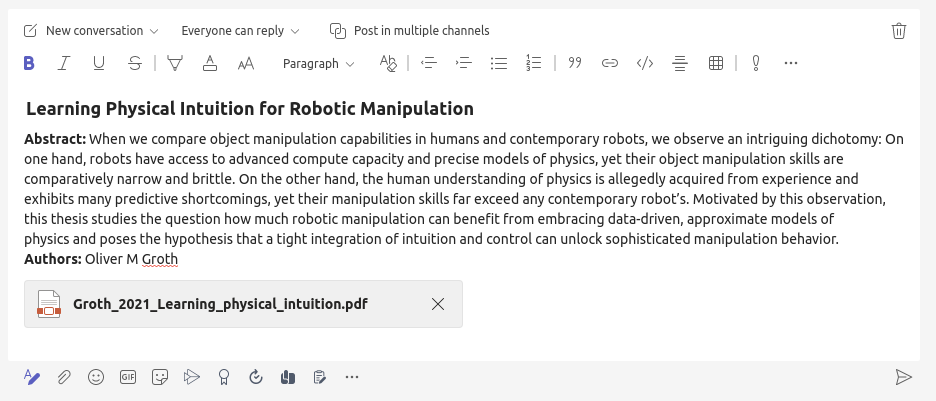 New conversation Everyone can reply Post in multiple channels
B I U S A AA Paragraph Ab 123 99 </> ! ...
Learning Physical Intuition for Robotic Manipulation
Abstract: When we compare object manipulation capabilities in humans and contemporary robots, we observe an intriguing dichotomy: On
one hand, robots have access to advanced compute capacity and precise models of physics, yet their object manipulation skills are
comparatively narrow and brittle. On the other hand, the human understanding of physics is allegedly acquired from experience and
exhibits many predictive shortcomings, yet their manipulation skills far exceed any contemporary robot’s. Motivated by this observation,
this thesis studies the question how much robotic manipulation can benefit from embracing data-driven, approximate models of
physics and poses the hypothesis that a tight integration of intuition and control can unlock sophisticated manipulation behavior.
Authors: Oliver M Groth
Groth_2021_Learning_physical_intuition.pdf
A GIF ...